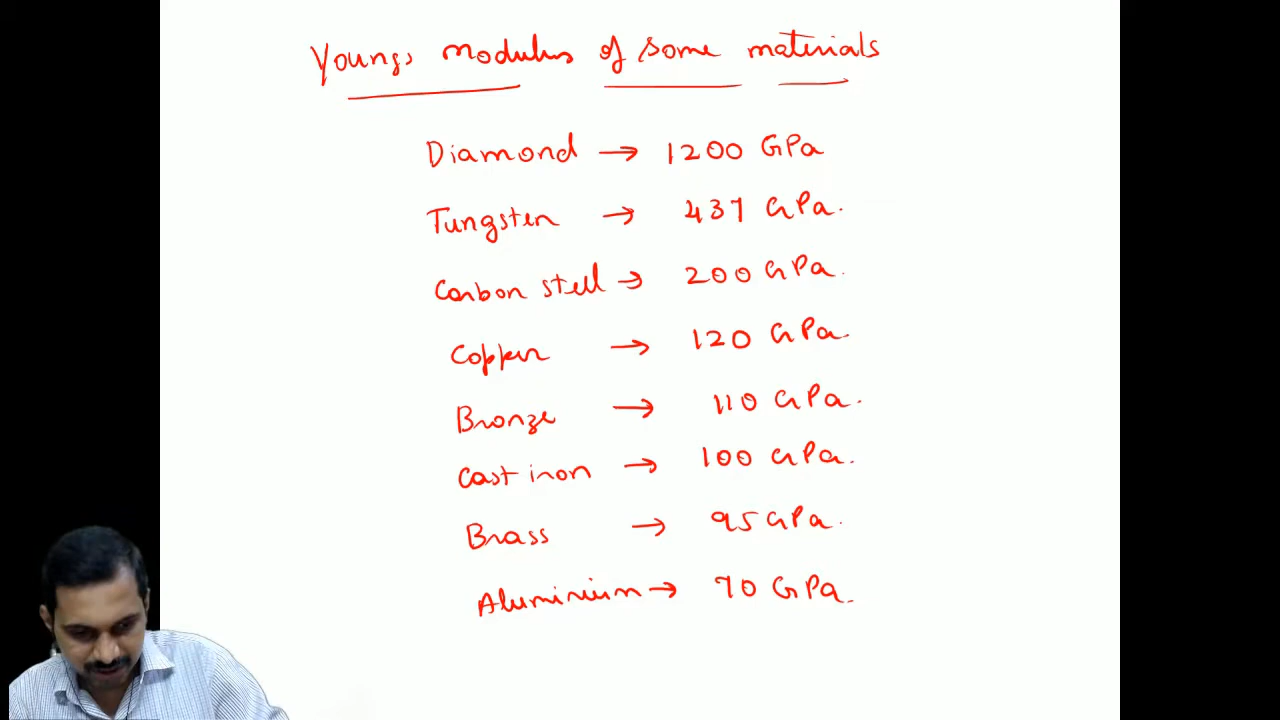 Youngs modulus of some materials
Diamond → 1200 GPa
Tungsten → 437 GPa.
Carbon stell → 200 GPa.
Copper → 120 GPa.
Bronze → 110 GPa.
Cast iron → 100 GPa.
Brass → 95 GPa.
Aluminium → 70 GPa.